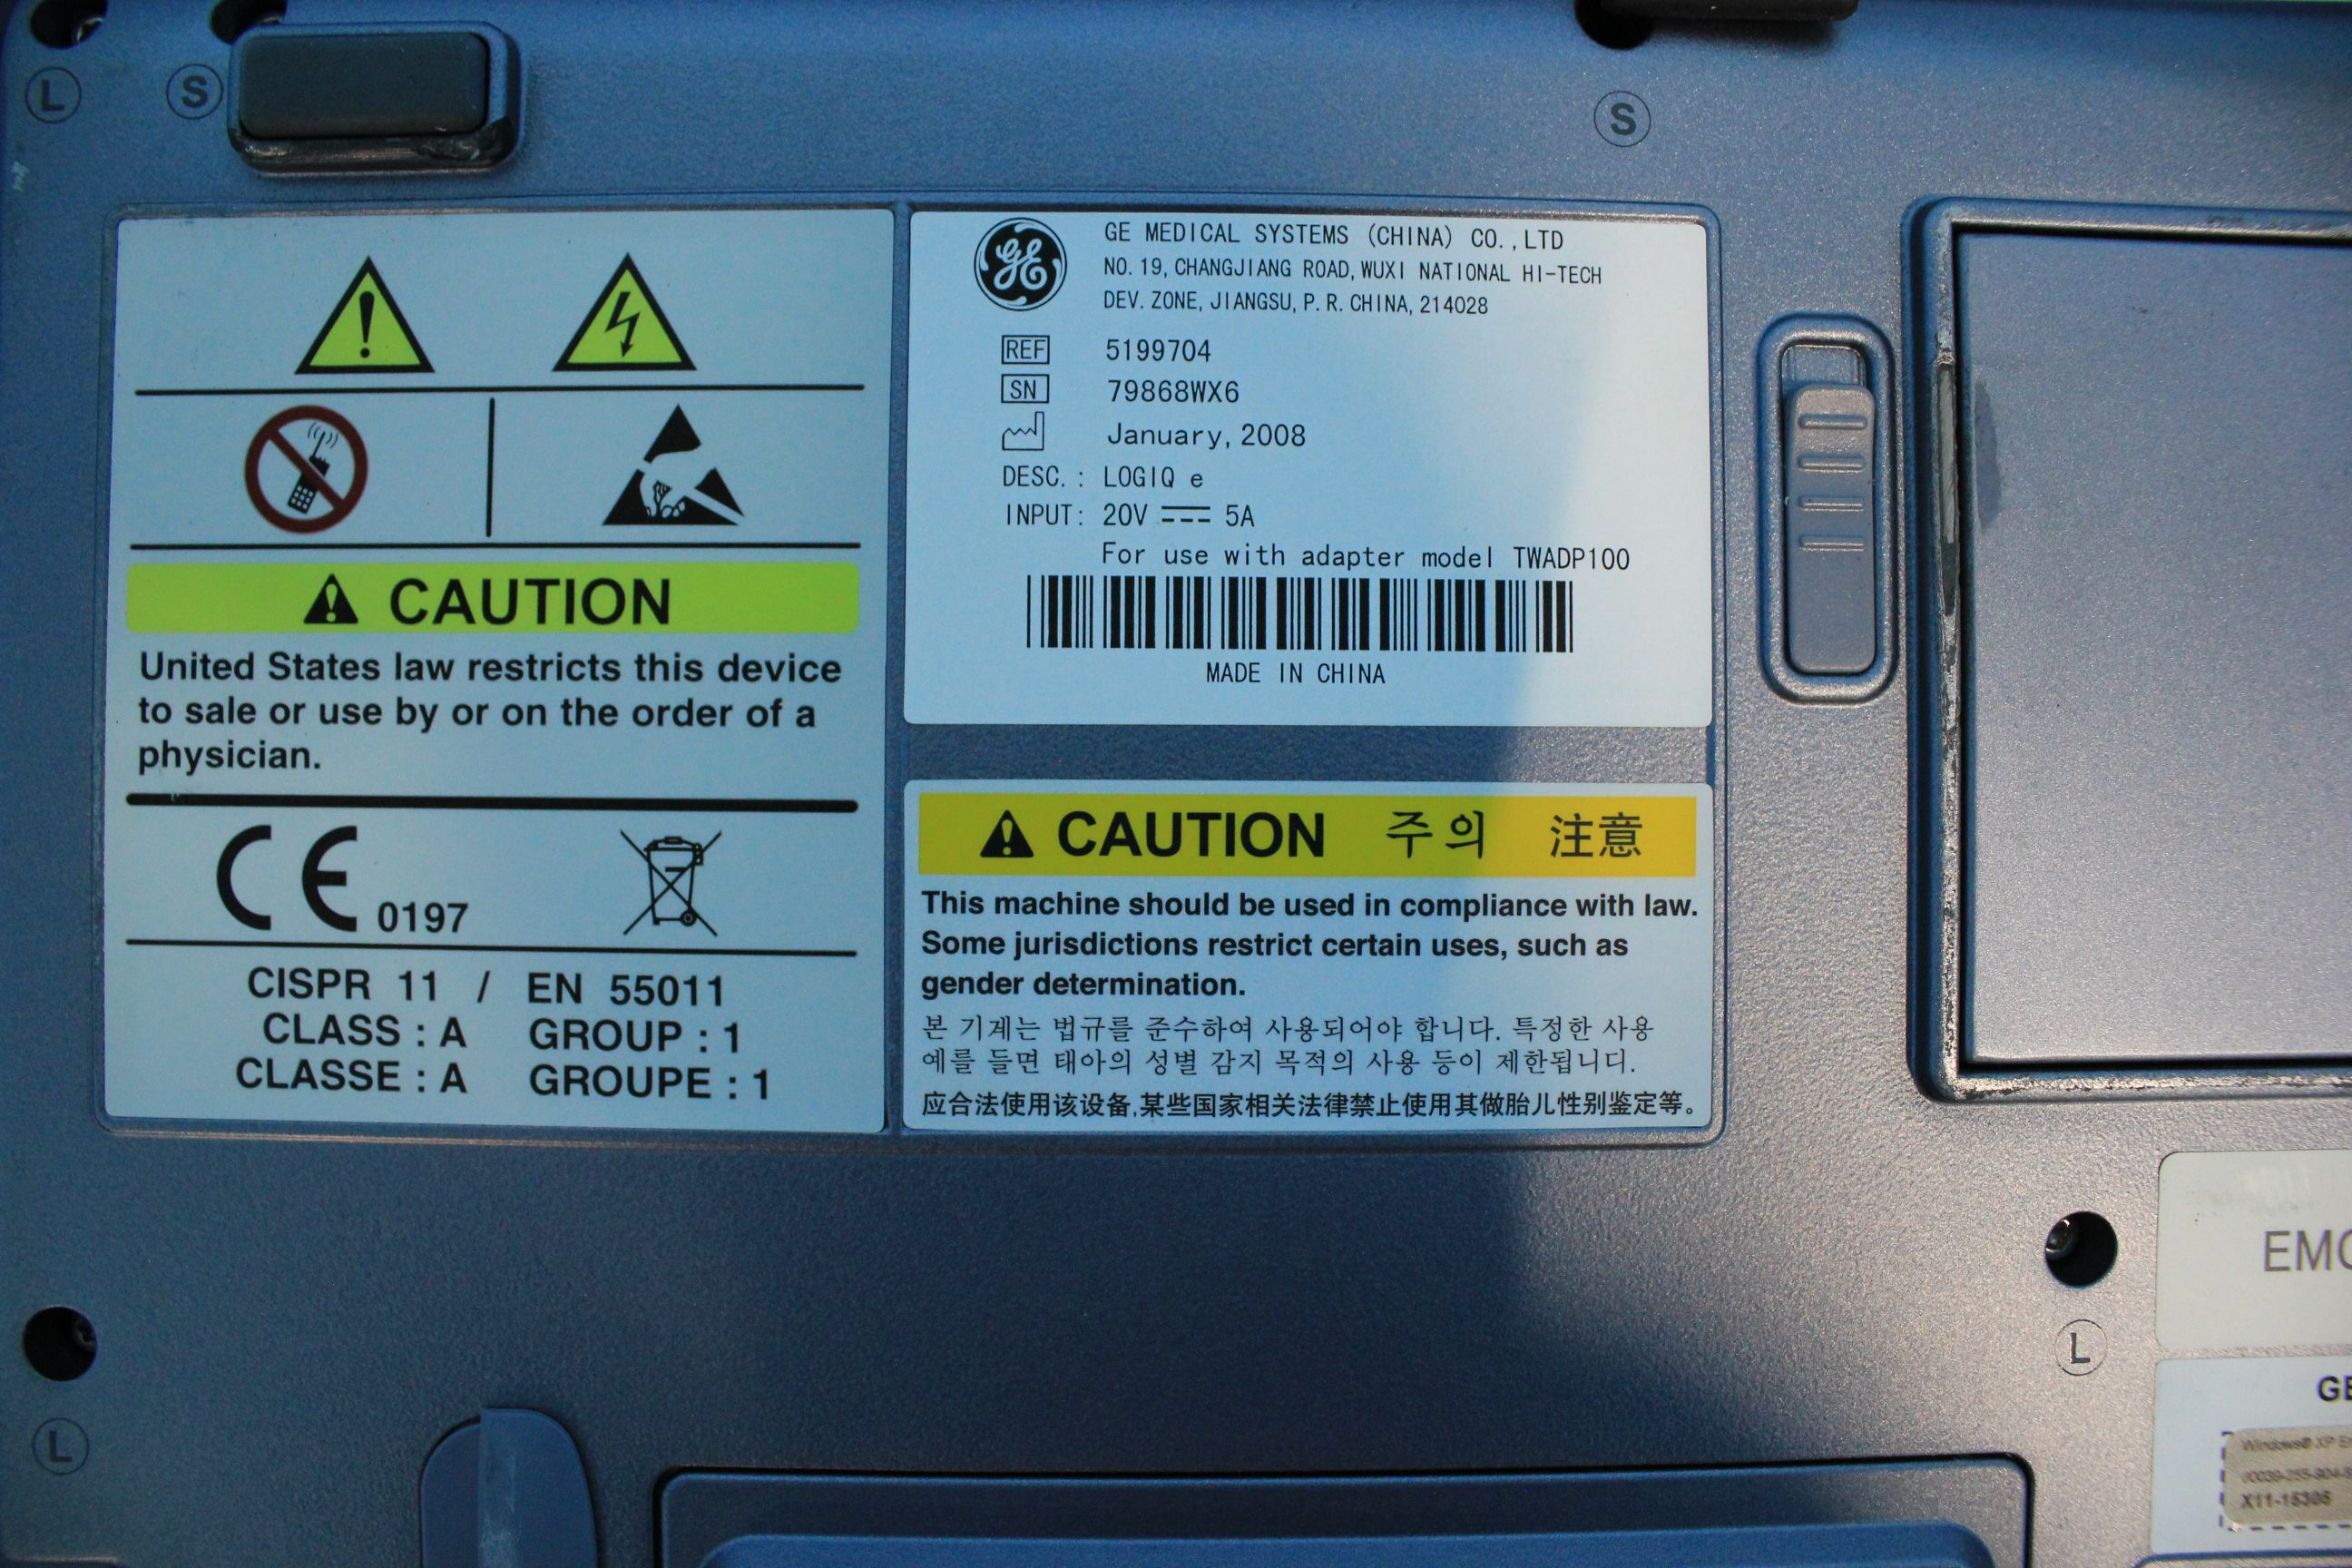 L
S
S
CAUTION
United States law restricts this device
to sale or use by or on the order of a
physician.
CE 0197
CISPR 11 / EN 55011
CLASS : A GROUP : 1
CLASSE : A GROUPE : 1
GE
GE MEDICAL SYSTEMS (CHINA) CO.,LTD
NO.19, CHANGJIANG ROAD, WUXI NATIONAL HI-TECH
DEV. ZONE, JIANGSU, P. R. CHINA, 214028
REF 5199704
SN 79868WX6
January, 2008
DESC.: LOGIQ e
INPUT: 20V 5A
For use with adapter model TWADP100
MADE IN CHINA
CAUTION 주의 注意
This machine should be used in compliance with law.
Some jurisdictions restrict certain uses, such as
gender determination.
본 기계는 법규를 준수하여 사용되어야 합니다. 특정한 사용
예를 들면 태아의 성별 감지 목적의 사용 등이 제한됩니디.
应合法使用该设备,某些国家相关法律禁止使用其做胎儿性别鉴定等。
L
L
EMC
GE
Windows® XP
X11-15305